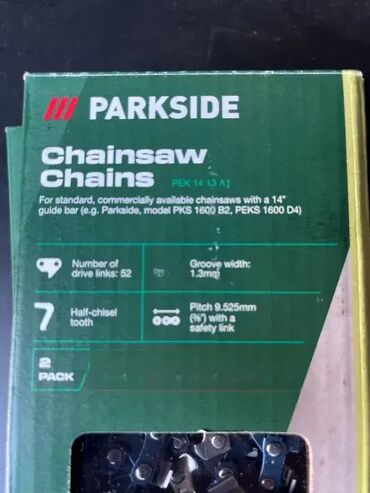 PARKSIDE
Chainsaw
Chains PEK 14 13 A1
For standard, commercially available chainsaws with a 14"
guide bar (e.g. Parkside, model PKS 1600 B2, PEKS 1600 D4)
Number of
drive links: 52
Groove width:
1.3mm
Half-chisel
tooth
Pitch 9.525mm
(⅜") with a
safety link
2
PACK